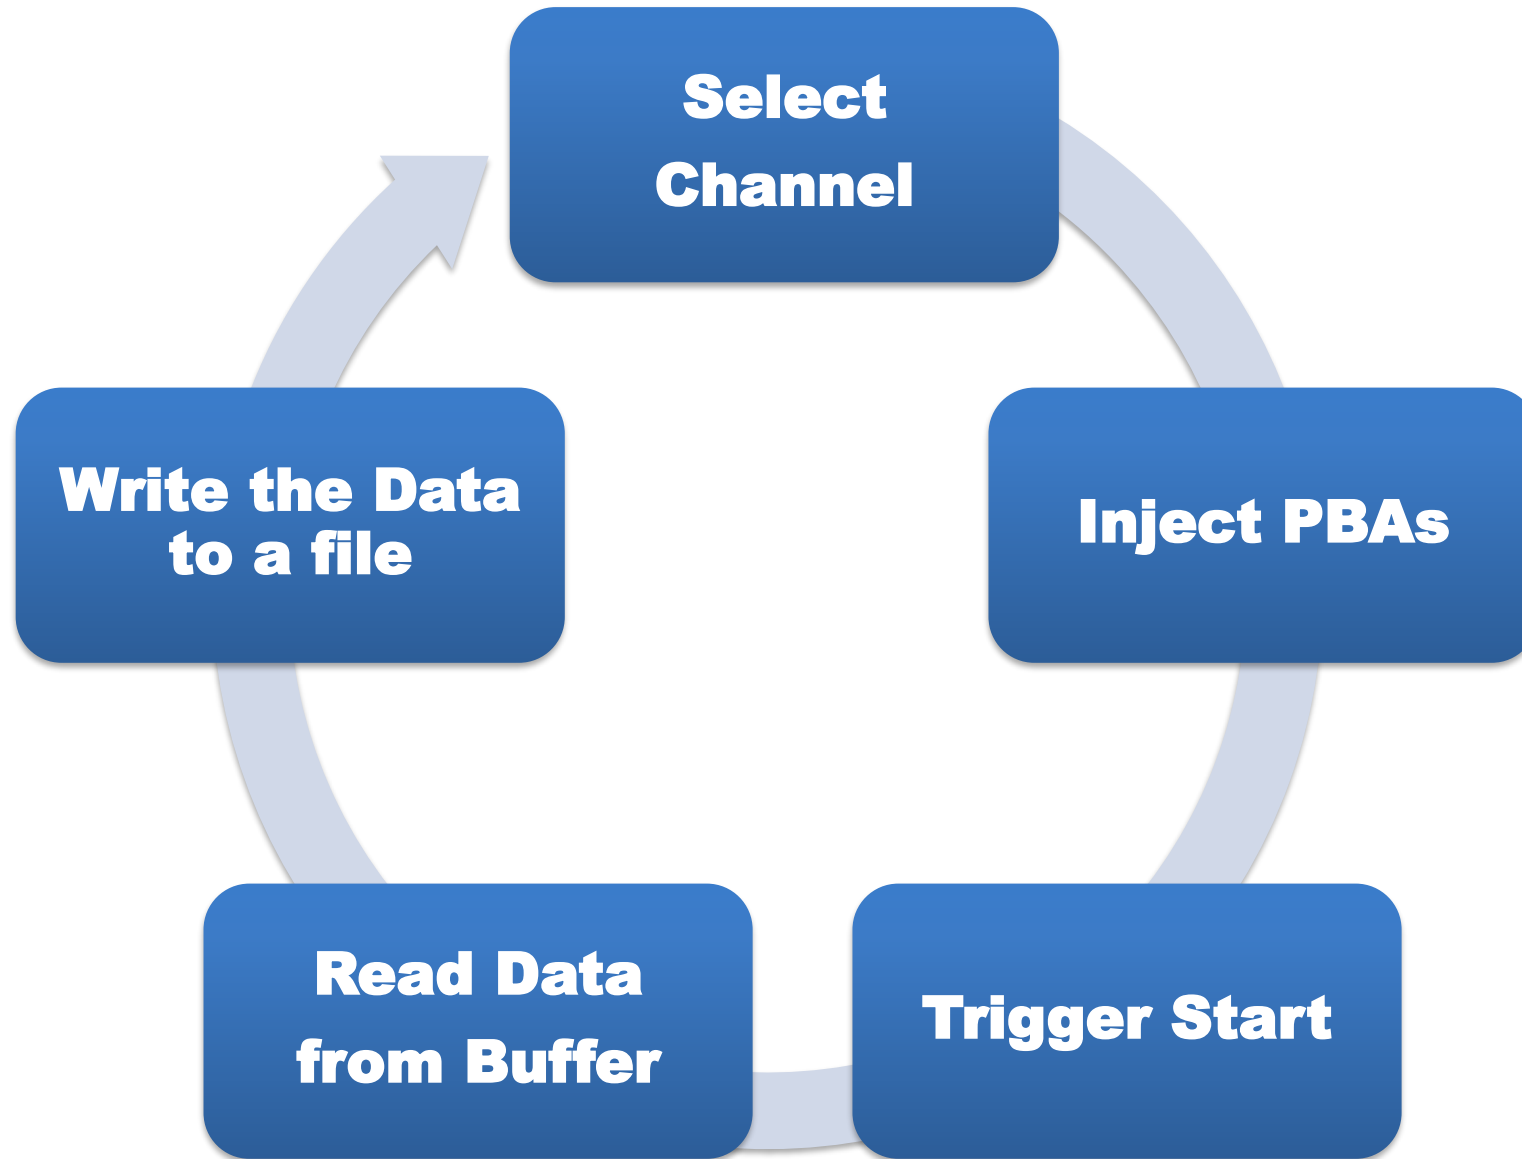 Select
Channel
Inject PBAs
Trigger Start
Read Data
from Buffer
Write the Data
to a file